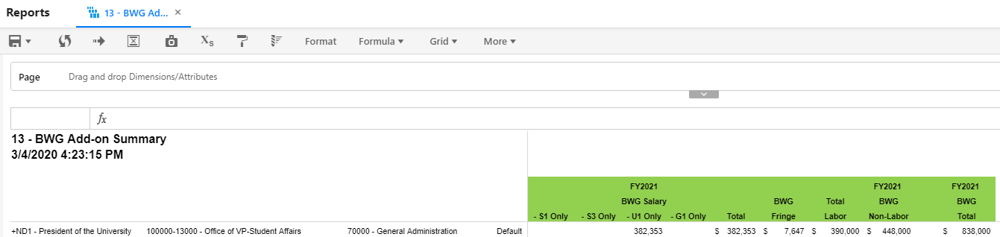 Reports 13 - BWG Ad... ×
Xs Format Formula Grid More
Page Drag and drop Dimensions/Attributes
fx
13 - BWG Add-on Summary
3/4/2020 4:23:15 PM
FY2021 FY2021 FY2021
BWG Salary BWG Total BWG BWG
- S1 Only - S3 Only - U1 Only - G1 Only Total Fringe Labor Non-Labor Total
+ND1 - President of the University 100000-13000 - Office of VP-Student Affairs 70000 - General Administration Default 382,353 $ 382,353 $ 7,647 $ 390,000 $ 448,000 $ 838,000